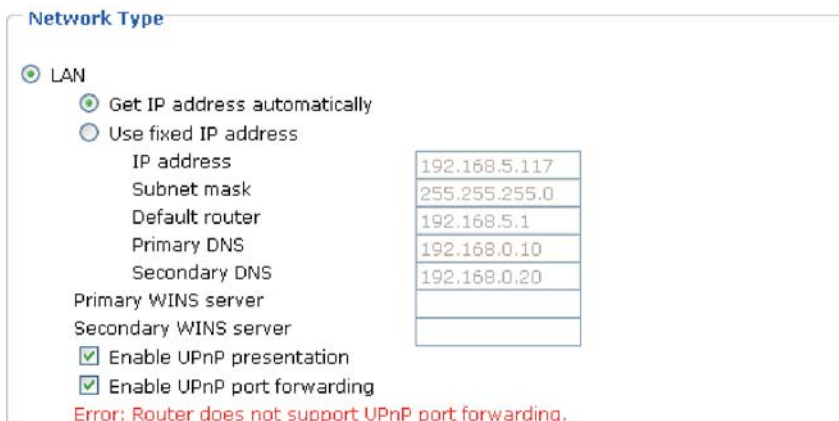 Network Type
LAN
Get IP address automatically
Use fixed IP address
IP address 192.168.5.117
Subnet mask 255.255.255.0
Default router 192.168.5.1
Primary DNS 192.168.0.10
Secondary DNS 192.168.0.20
Primary WINS server
Secondary WINS server
Enable UPnP presentation
Enable UPnP port forwarding
Error: Router does not support UPnP port forwarding.